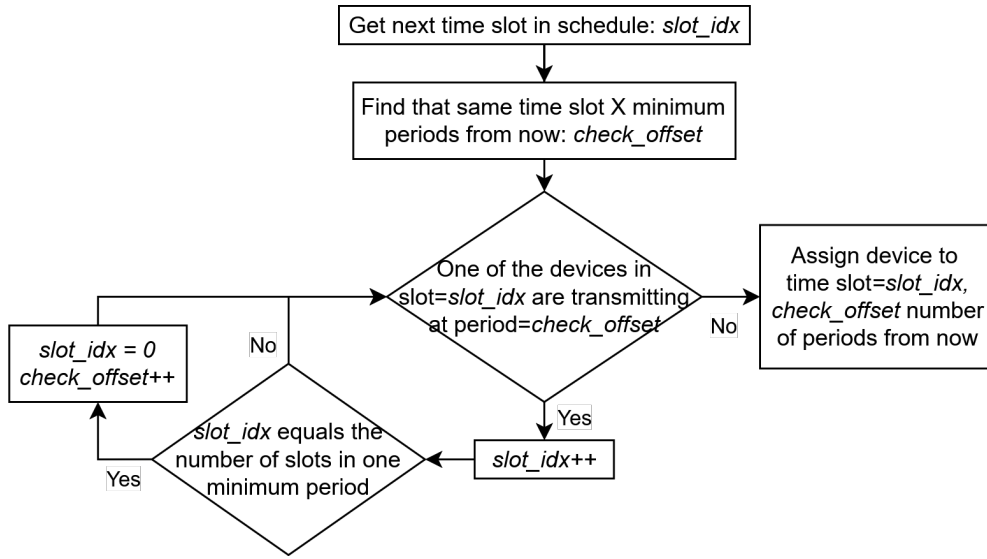 Get next time slot in schedule: slot_idx
Find that same time slot X minimum
periods from now: check_offset
One of the devices in
slot=slot_idx are transmitting
at period=check_offset
No
Assign device to
time slot=slot_idx,
check_offset number
of periods from now
Yes
slot_idx++
slot_idx equals the
number of slots in one
minimum period
No
Yes
slot_idx = 0
check_offset++